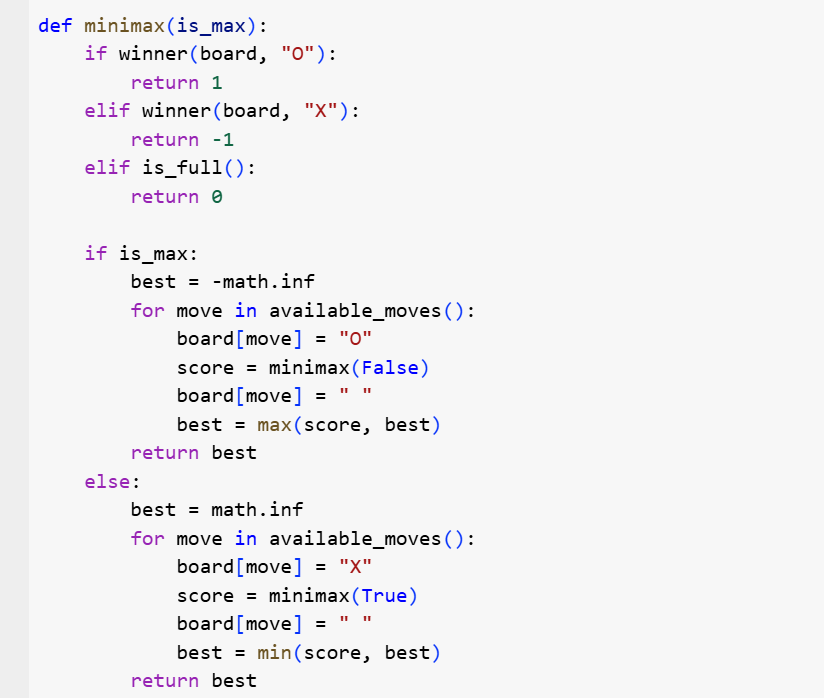 def minimax(is_max):
    if winner(board, "O"):
        return 1
    elif winner(board, "X"):
        return -1
    elif is_full():
        return 0

    if is_max:
        best = -math.inf
        for move in available_moves():
            board[move] = "O"
            score = minimax(False)
            board[move] = " "
            best = max(score, best)
        return best
    else:
        best = math.inf
        for move in available_moves():
            board[move] = "X"
            score = minimax(True)
            board[move] = " "
            best = min(score, best)
        return best